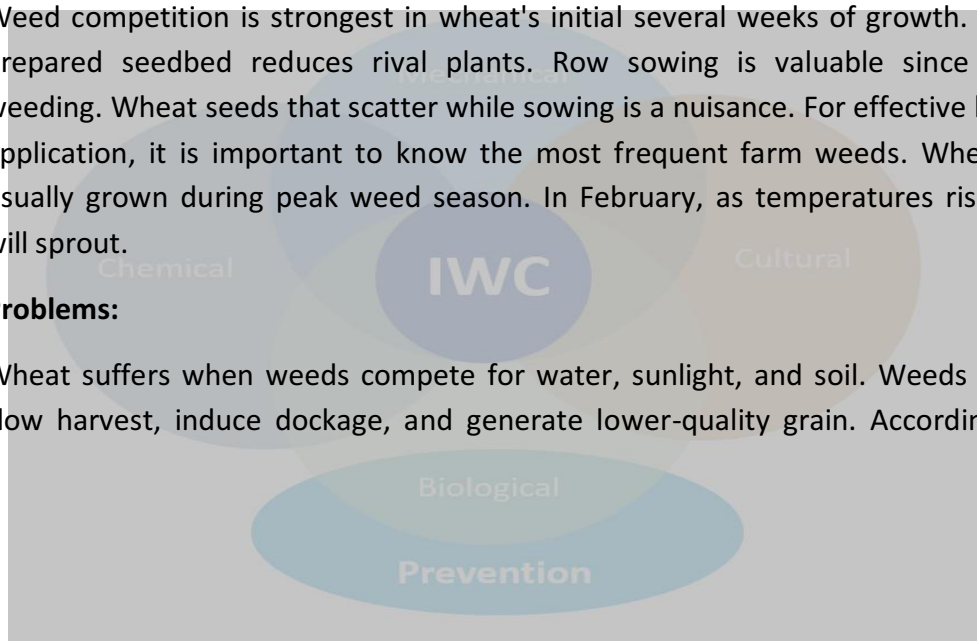 Weed competition is strongest in wheat's initial several weeks of growth.
repared seedbed reduces rival plants. Row sowing is valuable since
Mechanical
weeding. Wheat seeds that scatter while sowing is a nuisance. For effective
pplication, it is important to know the most frequent farm weeds. Whe
sually grown during peak weed season. In February, as temperatures ris
will sprout.
Chemical
IWC
Cultural
roblems:
Wheat suffers when weeds compete for water, sunlight, and soil. Weeds
low harvest, induce dockage, and generate lower-quality grain. Accordin
Biological
Prevention